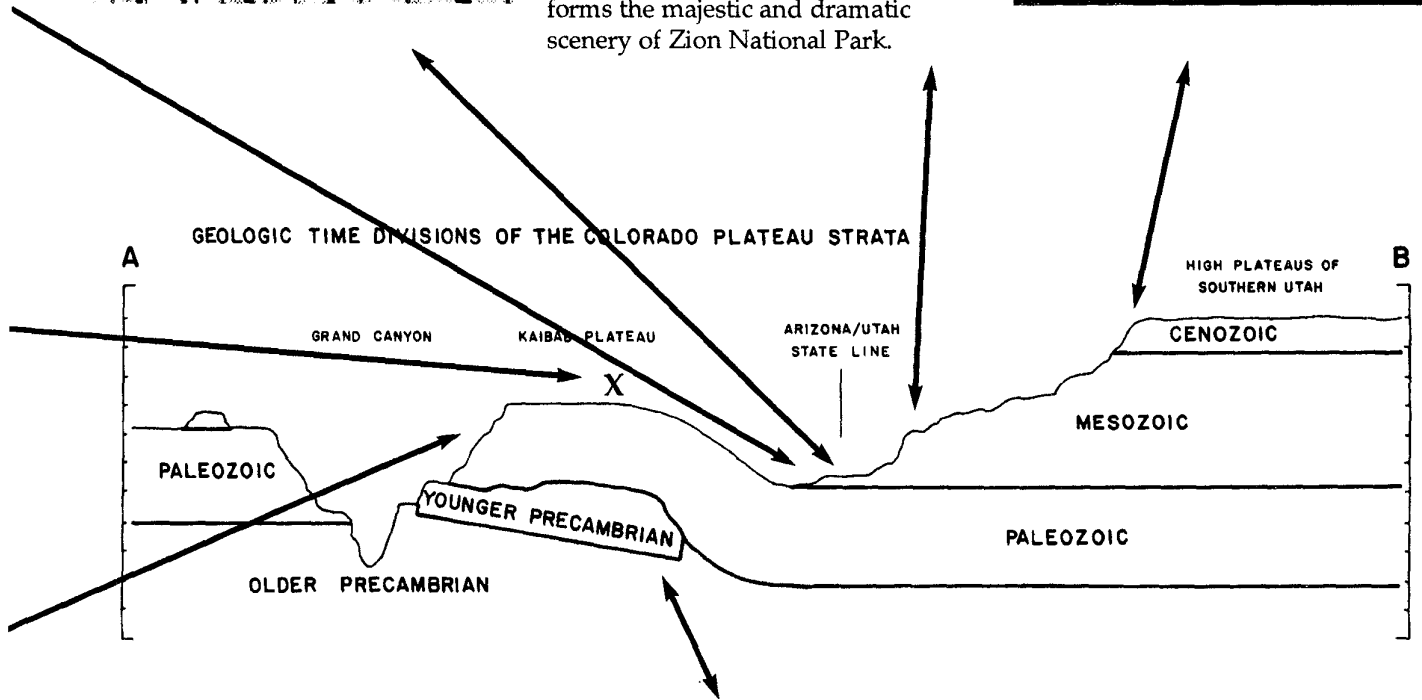 forms the majestic and dramatic
scenery of Zion National Park.
GEOLOGIC TIME DIVISIONS OF THE COLORADO PLATEAU STRATA
A
B
HIGH PLATEAUS OF
SOUTHERN UTAH
GRAND CANYON
KAIBAB PLATEAU
ARIZONA/UTAH
STATE LINE
CENOZOIC
X
MESOZOIC
PALEOZOIC
YOUNGER PRECAMBRIAN
PALEOZOIC
OLDER PRECAMBRIAN